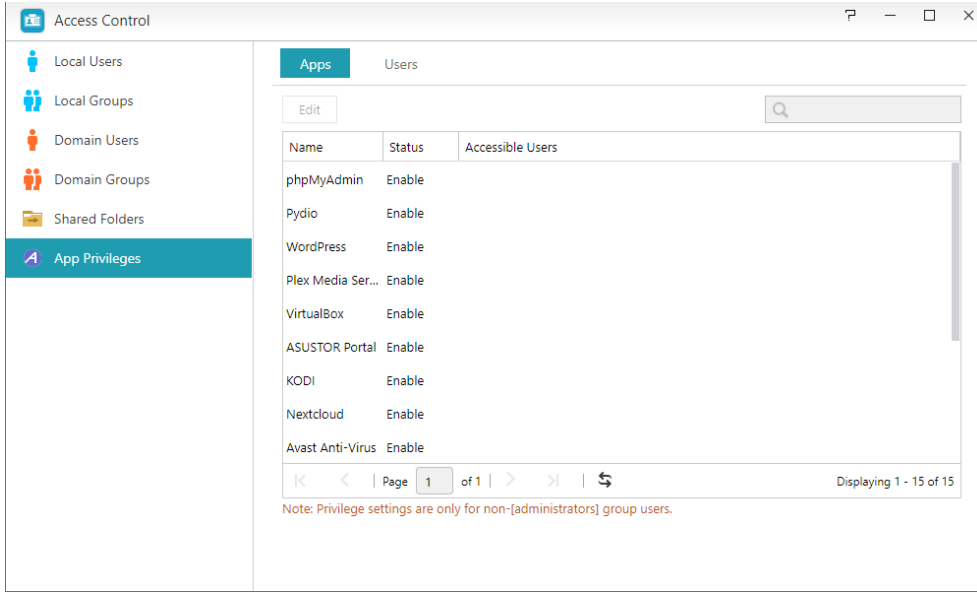 Access Control
Local Users
Local Groups
Domain Users
Domain Groups
Shared Folders
App Privileges
Apps Users
Edit
Name Status Accessible Users
phpMyAdmin Enable
Pydio Enable
WordPress Enable
Plex Media Ser... Enable
VirtualBox Enable
ASUSTOR Portal Enable
KODI Enable
Nextcloud Enable
Avast Anti-Virus Enable
Page 1 of 1 Displaying 1 - 15 of 15
Note: Privilege settings are only for non-[administrators] group users.